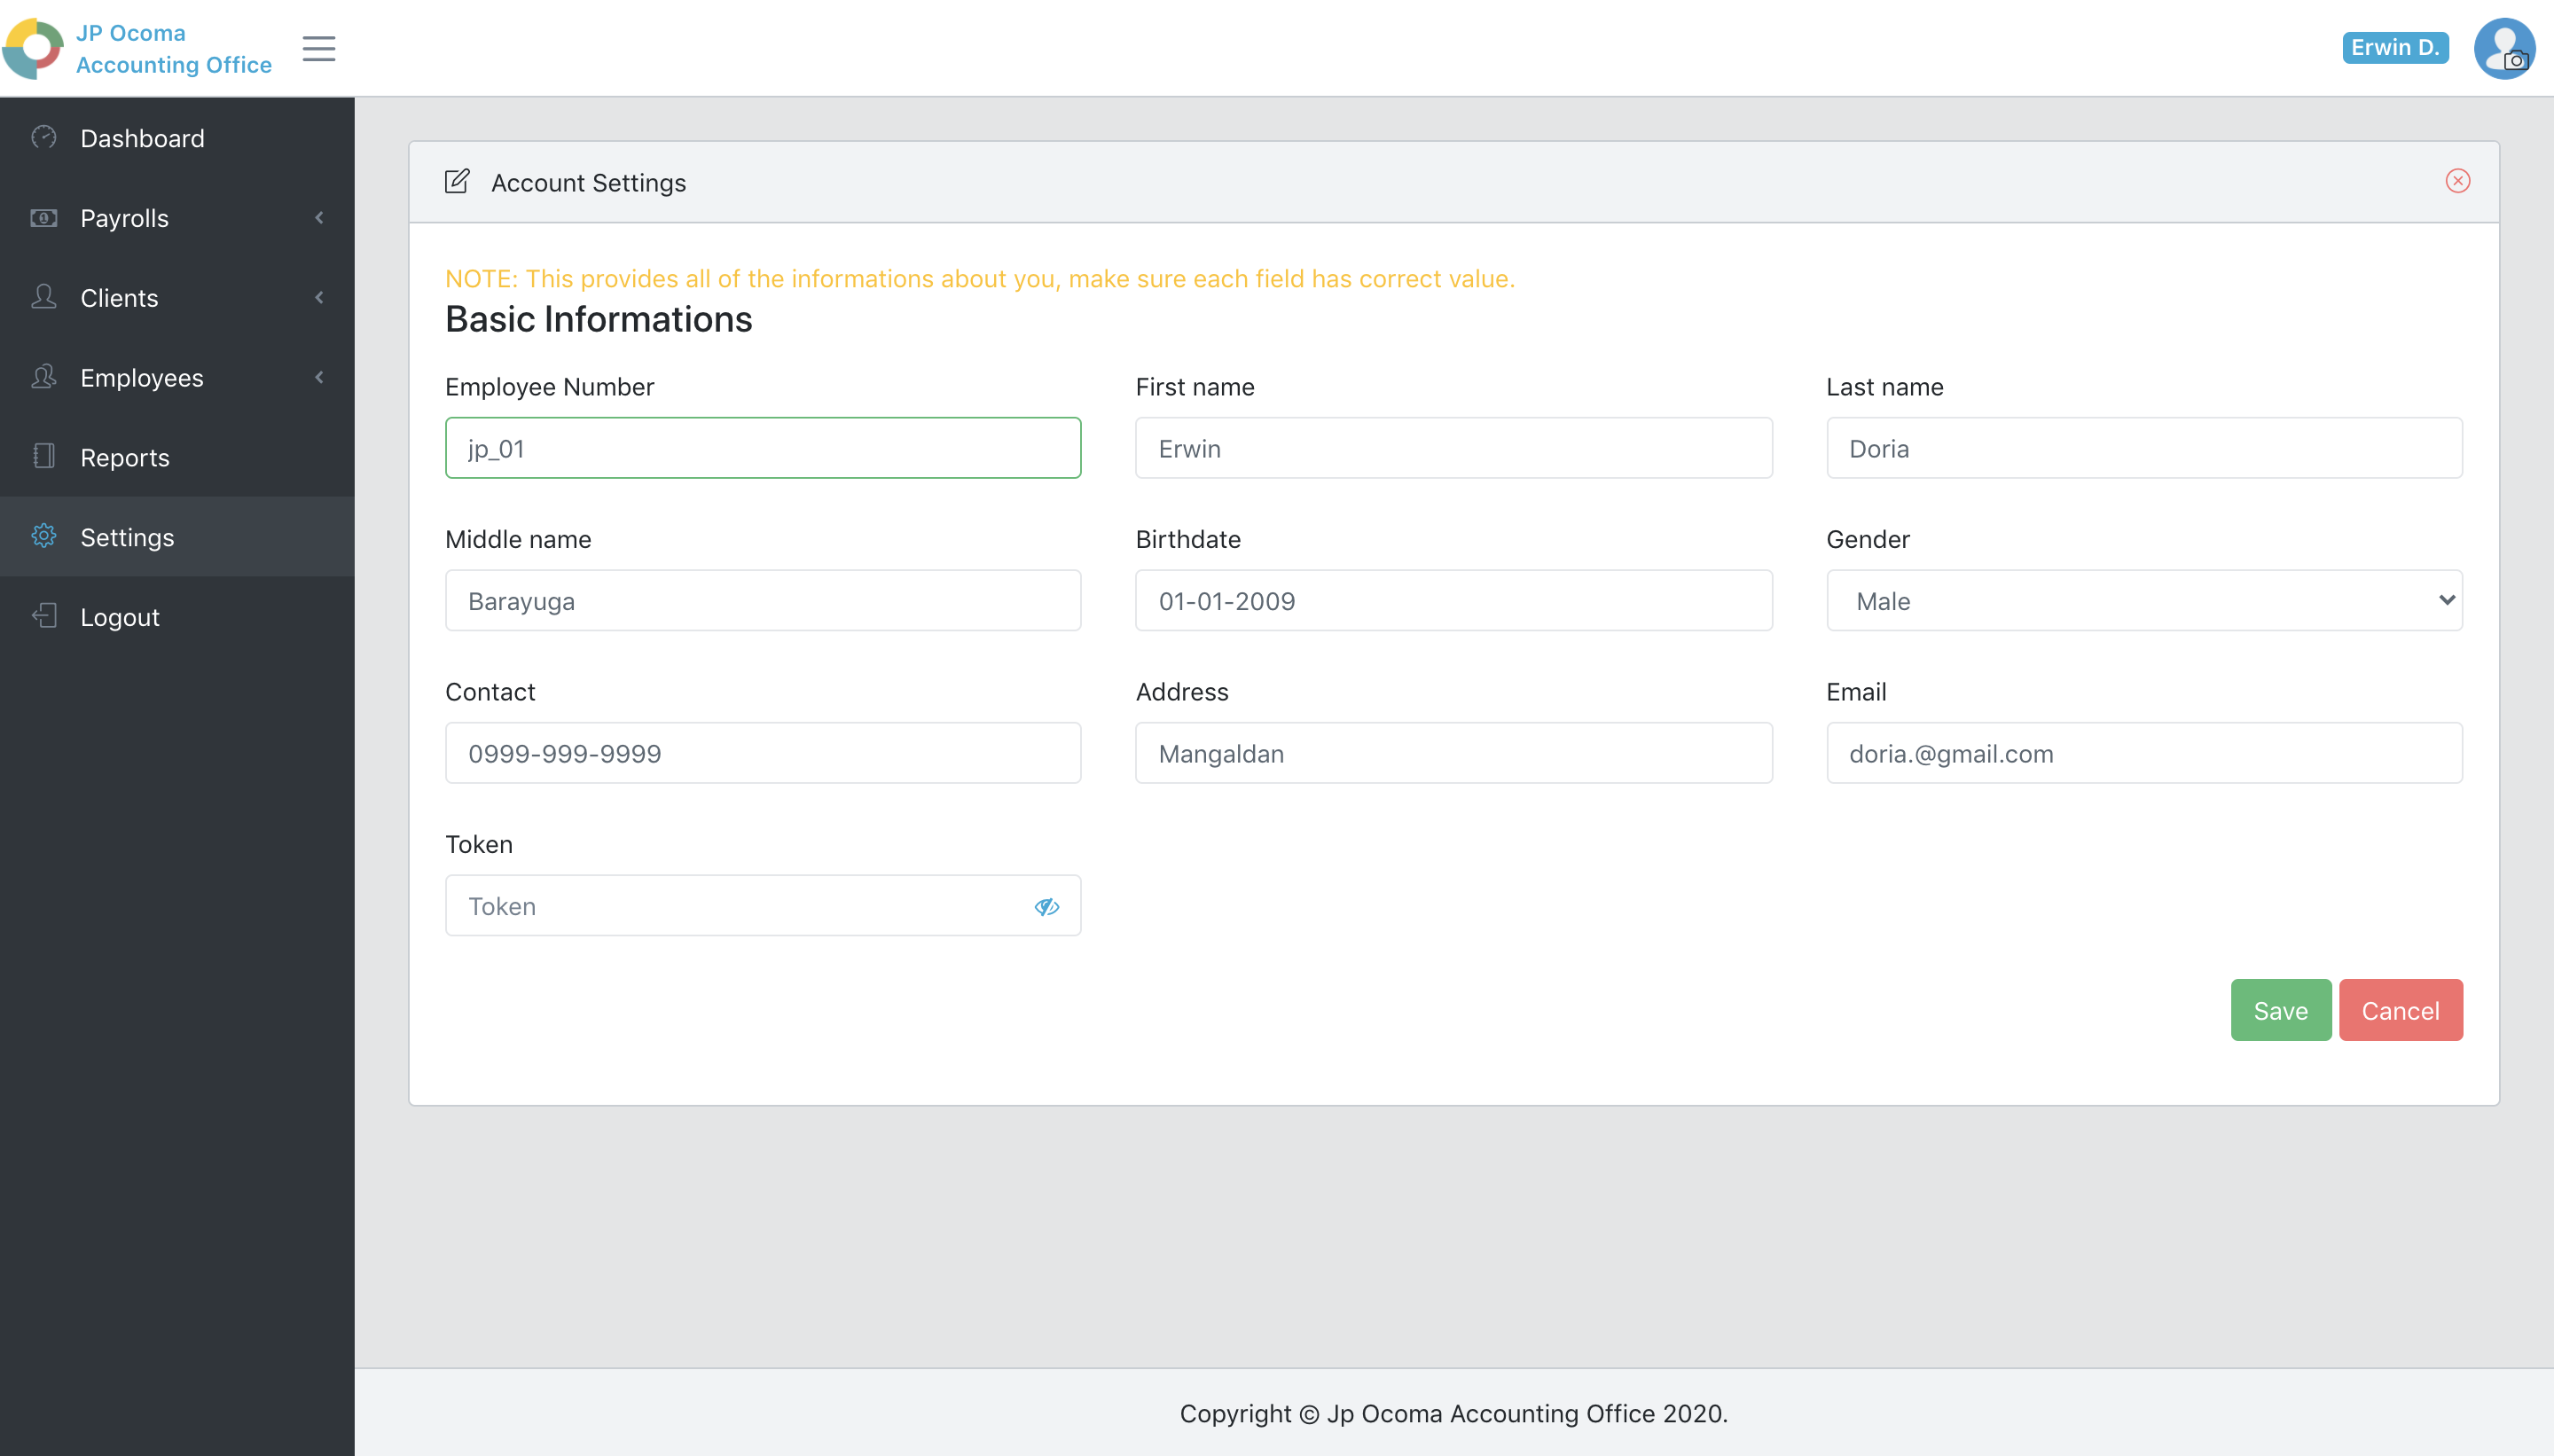 JP Ocoma
Accounting Office
Erwin D.
Dashboard
Payrolls
Clients
Employees
Reports
Settings
Logout
Account Settings
NOTE: This provides all of the informations about you, make sure each field has correct value.
Basic Informations
Employee Number
First name
Last name
jp_01
Erwin
Doria
Middle name
Birthdate
Gender
Barayuga
01-01-2009
Male
Contact
Address
Email
0999-999-9999
Mangaldan
doria.@gmail.com
Token
Token
Save
Cancel
Copyright © Jp Ocoma Accounting Office 2020.